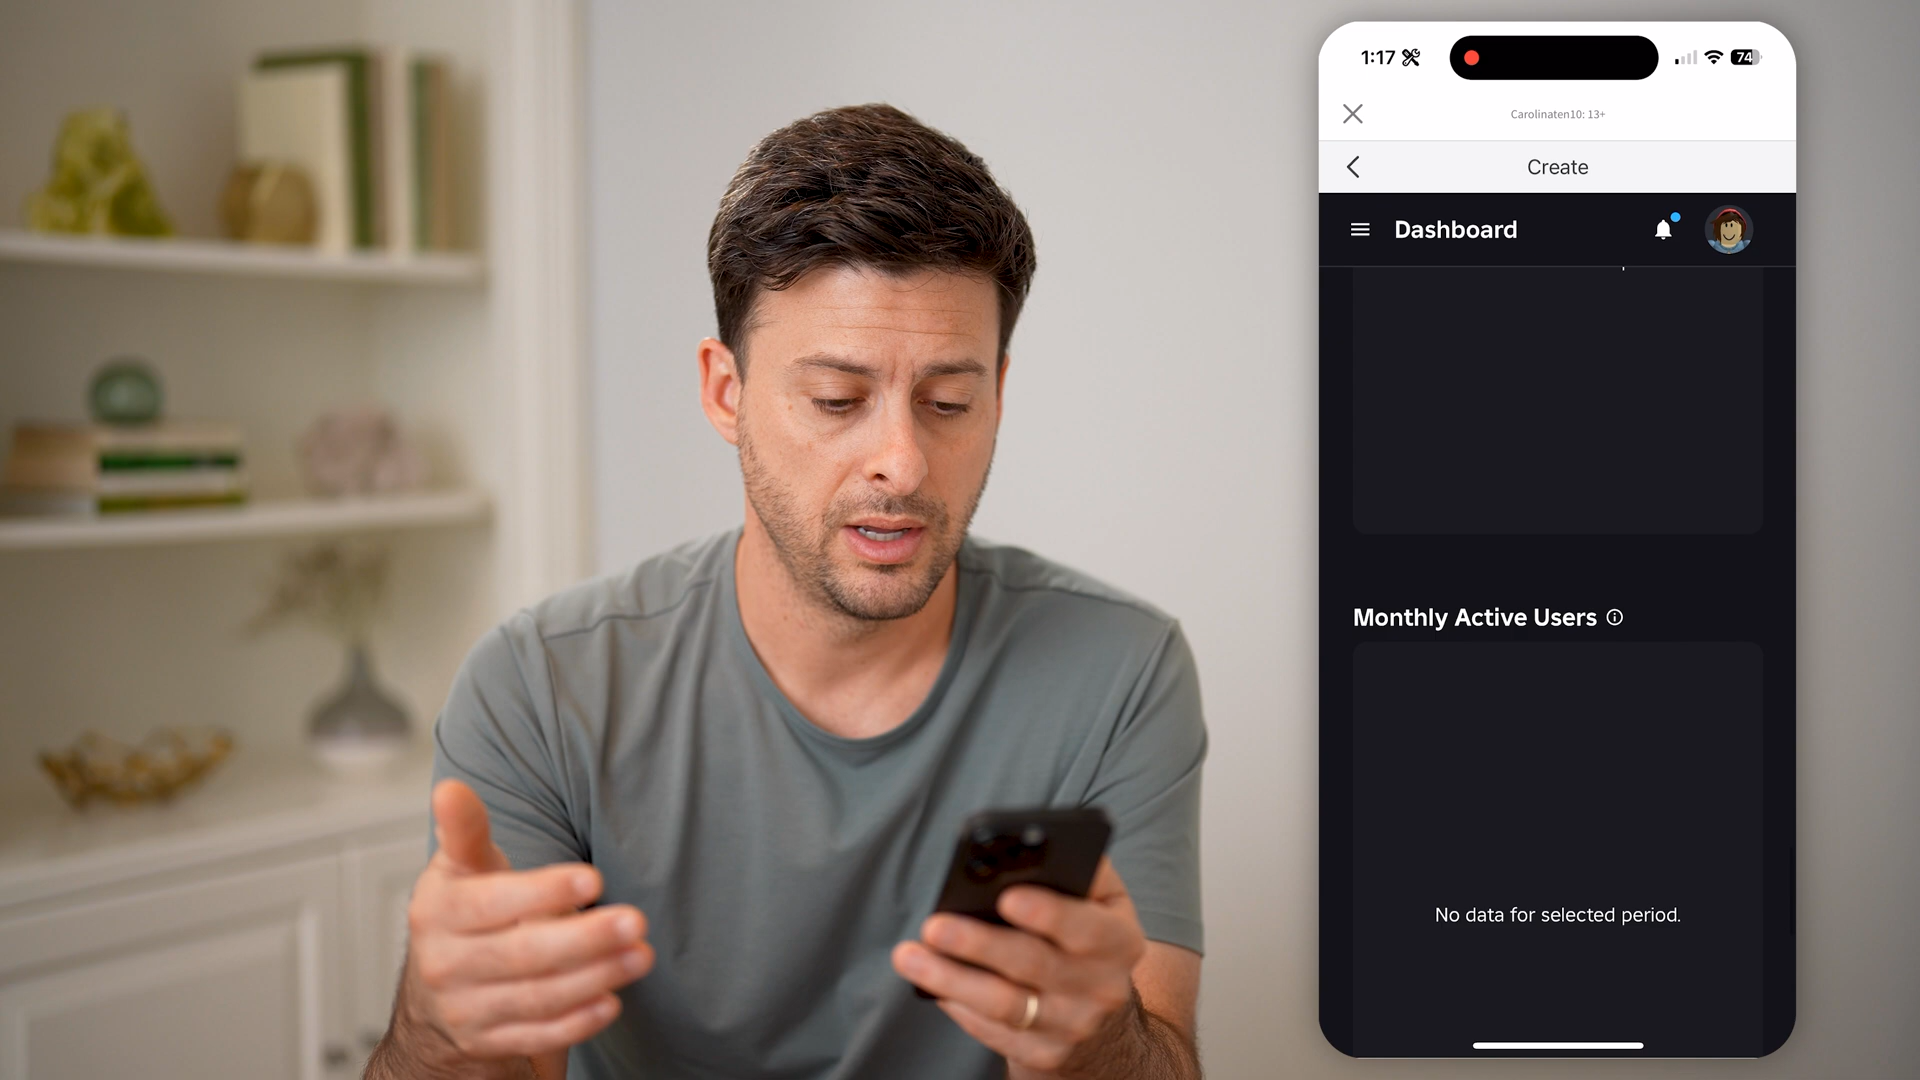 1:17
74
Carolinaten10: 13+
Create
Dashboard
Monthly Active Users
No data for selected period.